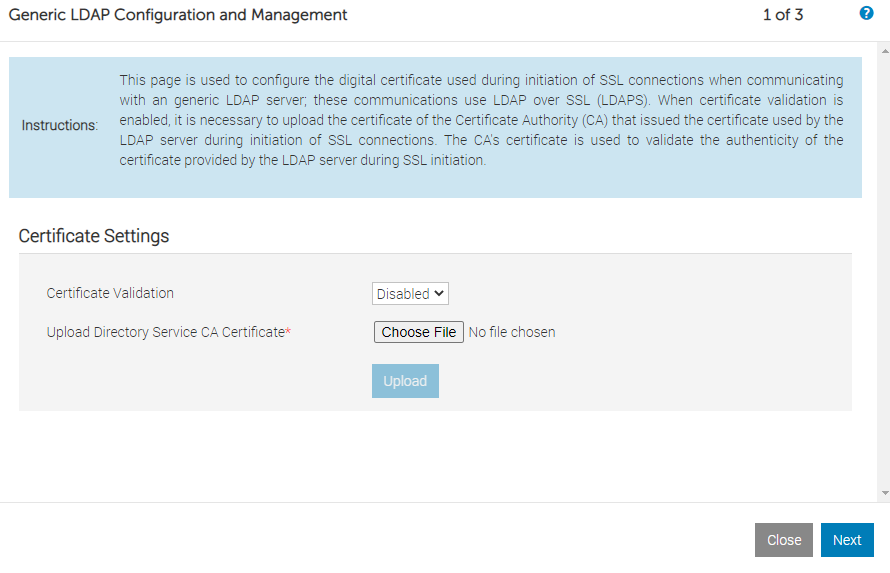 Generic LDAP Configuration and Management
1 of 3
?
This page is used to configure the digital certificate used during initiation of SSL connections when communicating
with an generic LDAP server; these communications use LDAP over SSL (LDAPS). When certificate validation is
Instructions:
enabled, it is necessary to upload the certificate of the Certificate Authority (CA) that issued the certificate used by the
LDAP server during initiation of SSL connections. The CA's certificate is used to validate the authenticity of the
certificate provided by the LDAP server during SSL initiation.
Certificate Settings
Certificate Validation
Disabled
Upload Directory Service CA Certificate*
Choose File No file chosen
Upload
Close
Next